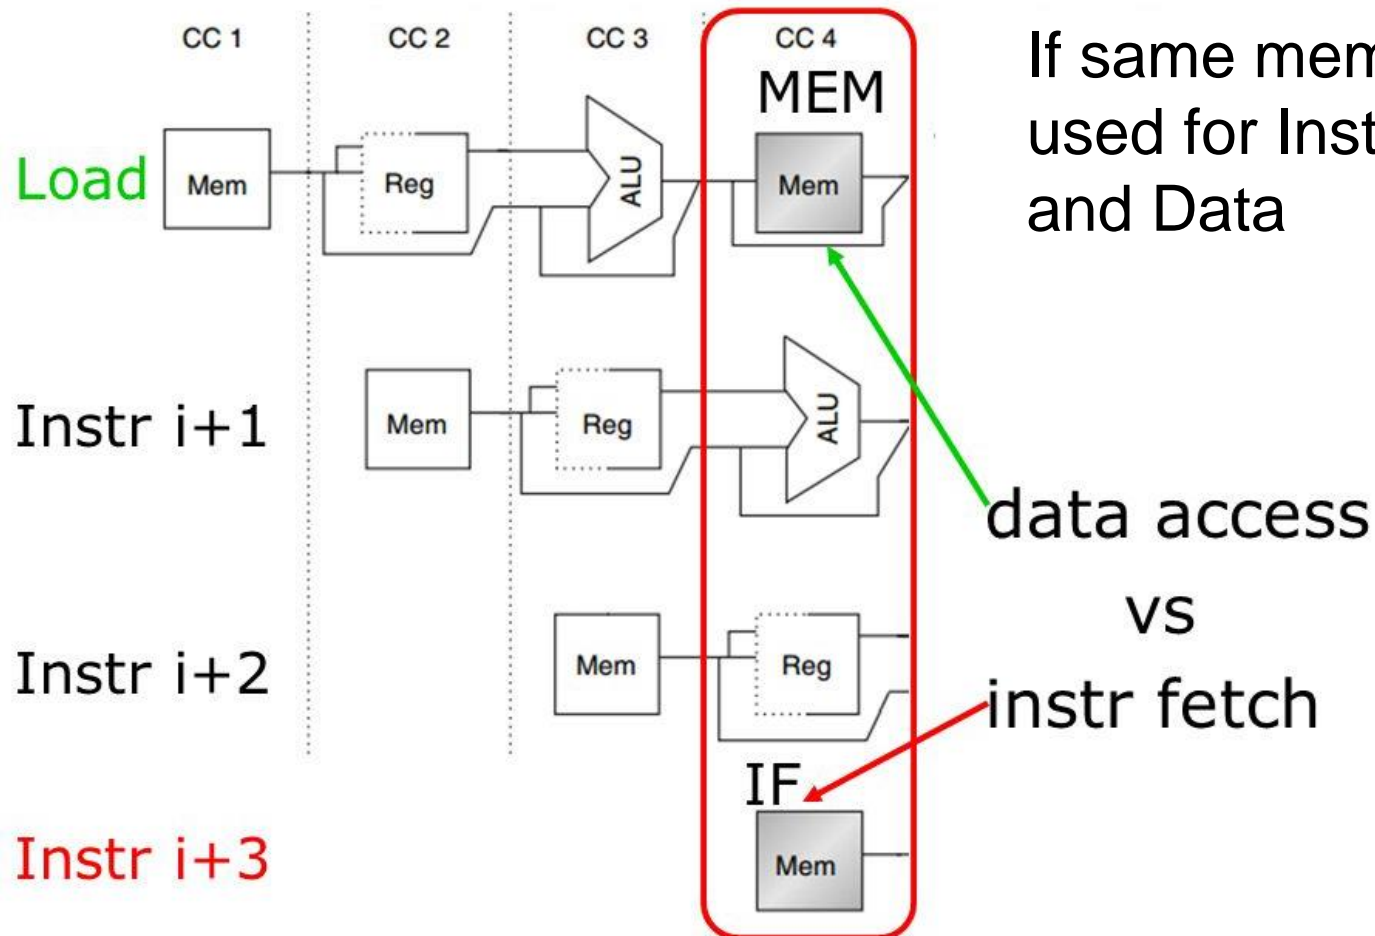 CC 1 CC 2 CC 3 CC 4
If same
used for
and Data
MEM
Load Mem Reg ALU Mem
Instr i+1 Mem Reg ALU
data access
vs
Instr i+2 Mem Reg
instr fetch
IF
Instr i+3 Mem